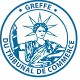 GREFFE
DU TRIBUNAL DE COMMERCE